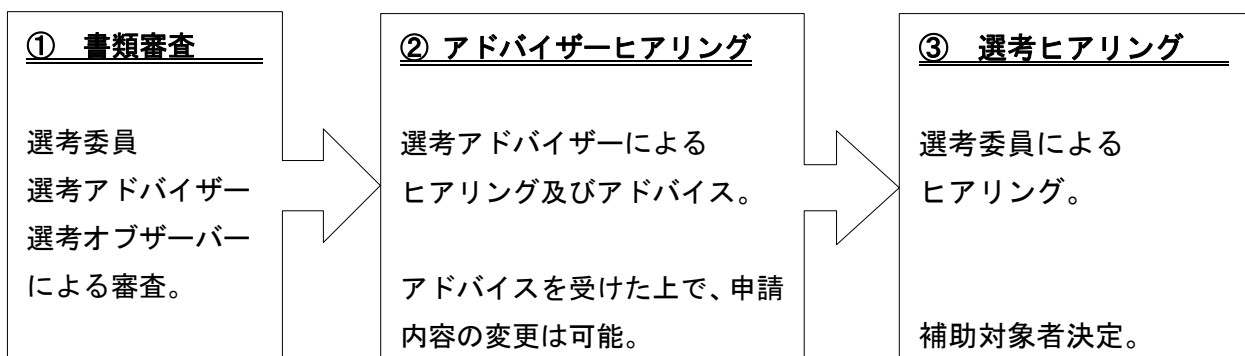 ① 書類審査
選考委員
選考アドバイザー
選考オブザーバー
による審査。
② アドバイザーヒアリング
選考アドバイザーによる
ヒアリング及びアドバイス。
アドバイスを受けた上で、申請
内容の変更は可能。
③ 選考ヒアリング
選考委員による
ヒアリング。
補助対象者決定。